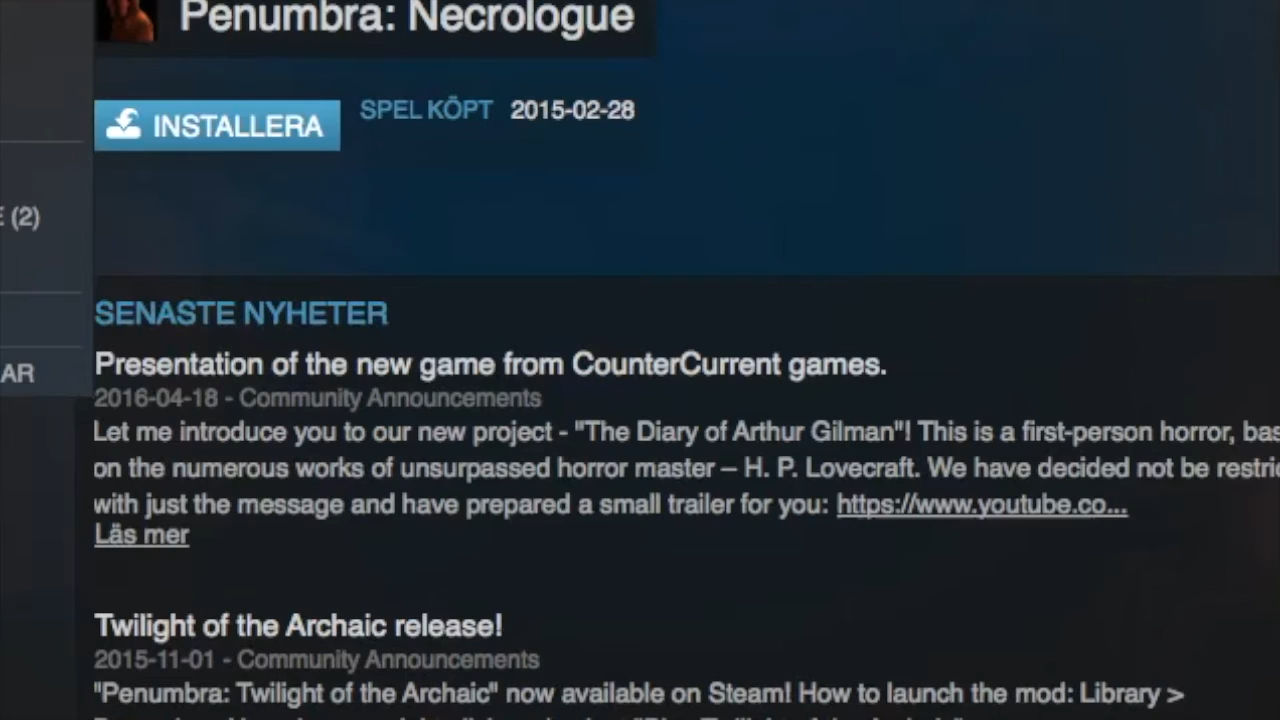 Penumbra: Necrologue
INSTALLERA
SPEL KÖPT 2015-02-28
(2)
AR
SENASTE NYHETER
Presentation of the new game from CounterCurrent games.
2016-04-18 - Community Announcements
Let me introduce you to our new project - "The Diary of Arthur Gilman"! This is a first-person horror, bas
on the numerous works of unsurpassed horror master – H. P. Lovecraft. We have decided not be restric
with just the message and have prepared a small trailer for you: https://www.youtube.co...
Läs mer
Twilight of the Archaic release!
2015-11-01 - Community Announcements
"Penumbra: Twilight of the Archaic" now available on Steam! How to launch the mod: Library >